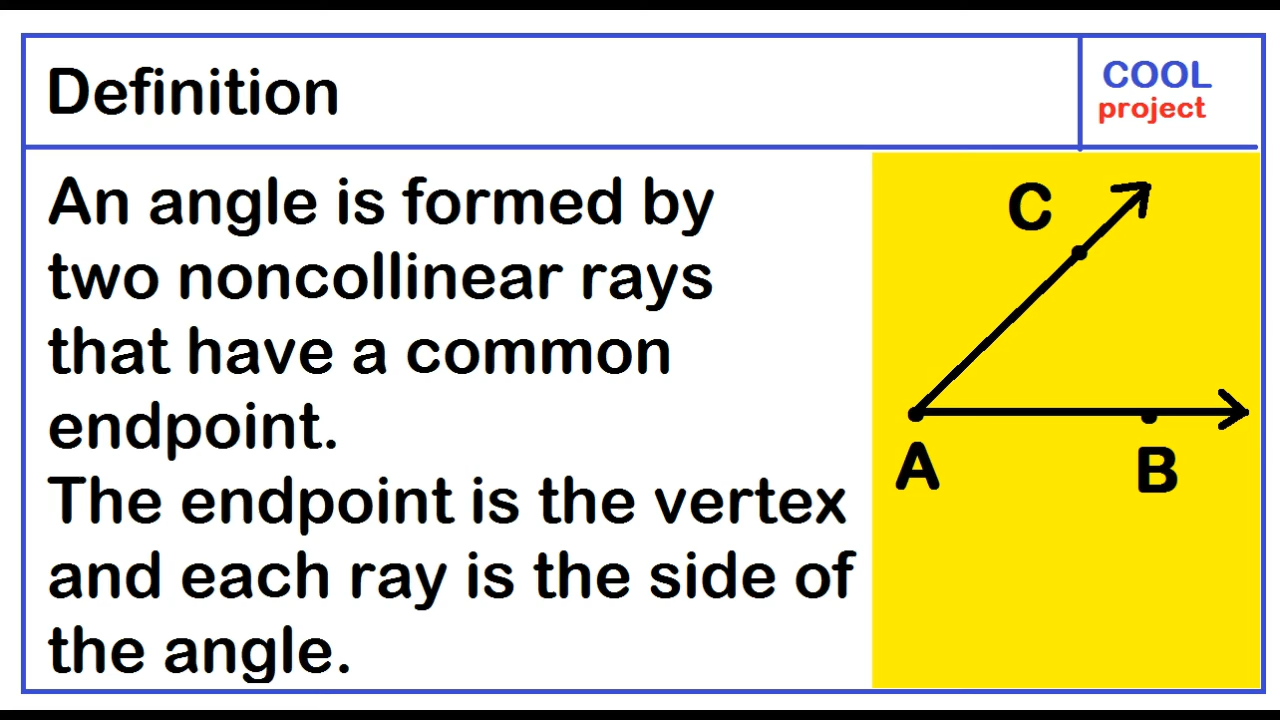 Definition
COOL
project
An angle is formed by
two noncollinear rays
that have a common
endpoint.
The endpoint is the vertex
and each ray is the side of
the angle.
C
A
B